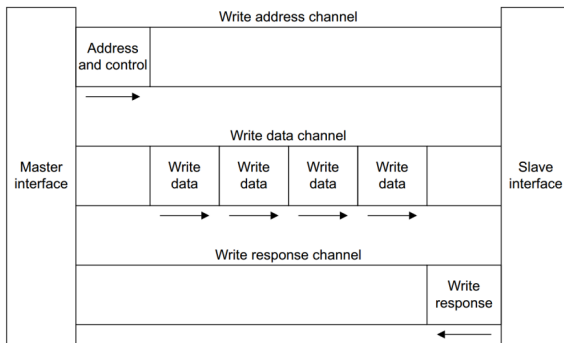 Write address channel
Address
and control
Write data channel
Master
interface
Write
data
Write
data
Write
data
Write
data
Slave
interface
Write response channel
Write
response